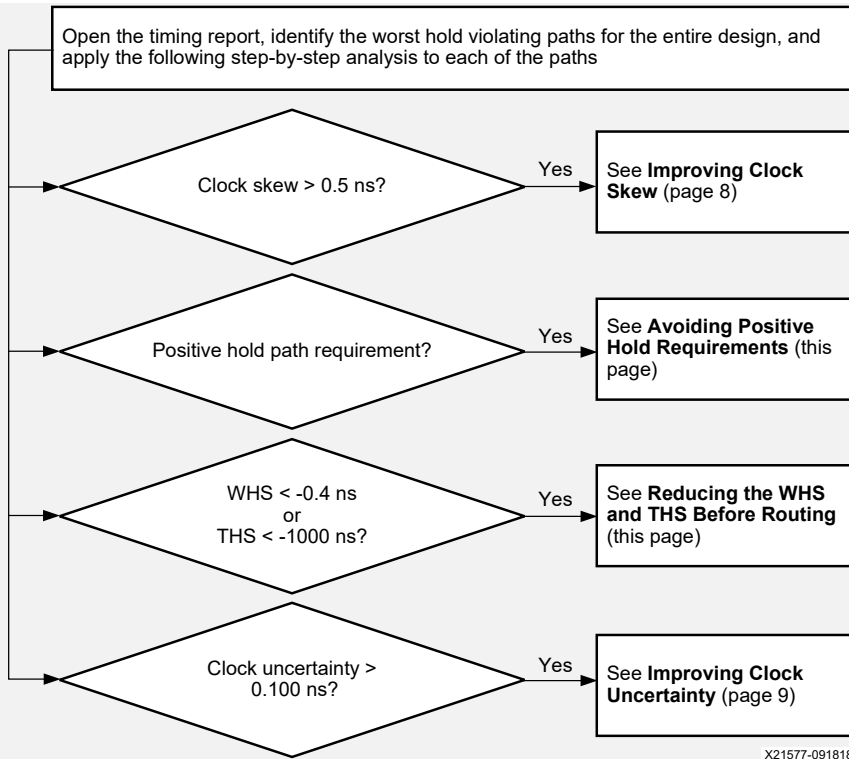 Open the timing report, identify the worst hold violating paths for the entire design, and
apply the following step-by-step analysis to each of the paths
Clock skew > 0.5 ns?
Yes
See Improving Clock
Skew (page 8)
Positive hold path requirement?
Yes
See Avoiding Positive
Hold Requirements (this
page)
WHS < -0.4 ns
or
THS < -1000 ns?
Yes
See Reducing the WHS
and THS Before Routing
(this page)
Clock uncertainty >
0.100 ns?
Yes
See Improving Clock
Uncertainty (page 9)
X21577-091818